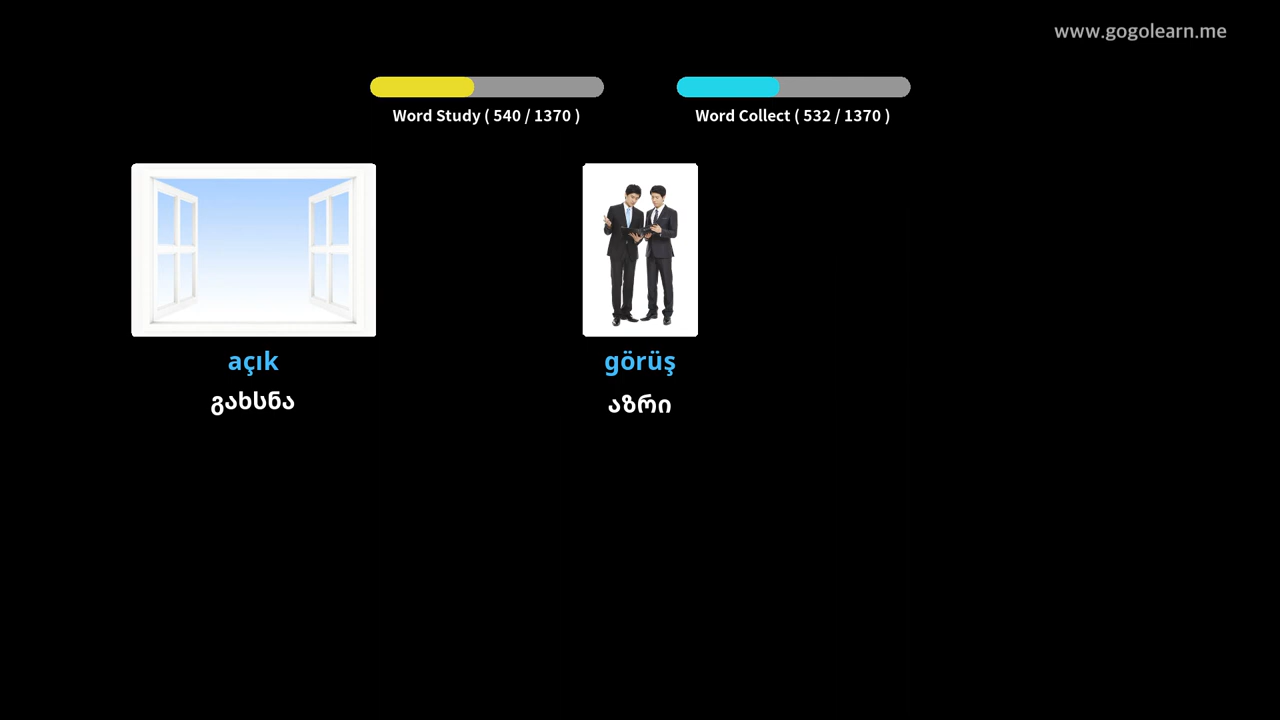 www.gogolearn.me
Word Study ( 540 / 1370 )
Word Collect ( 532 / 1370 )
açık
გახსნა
görüş
აზრი